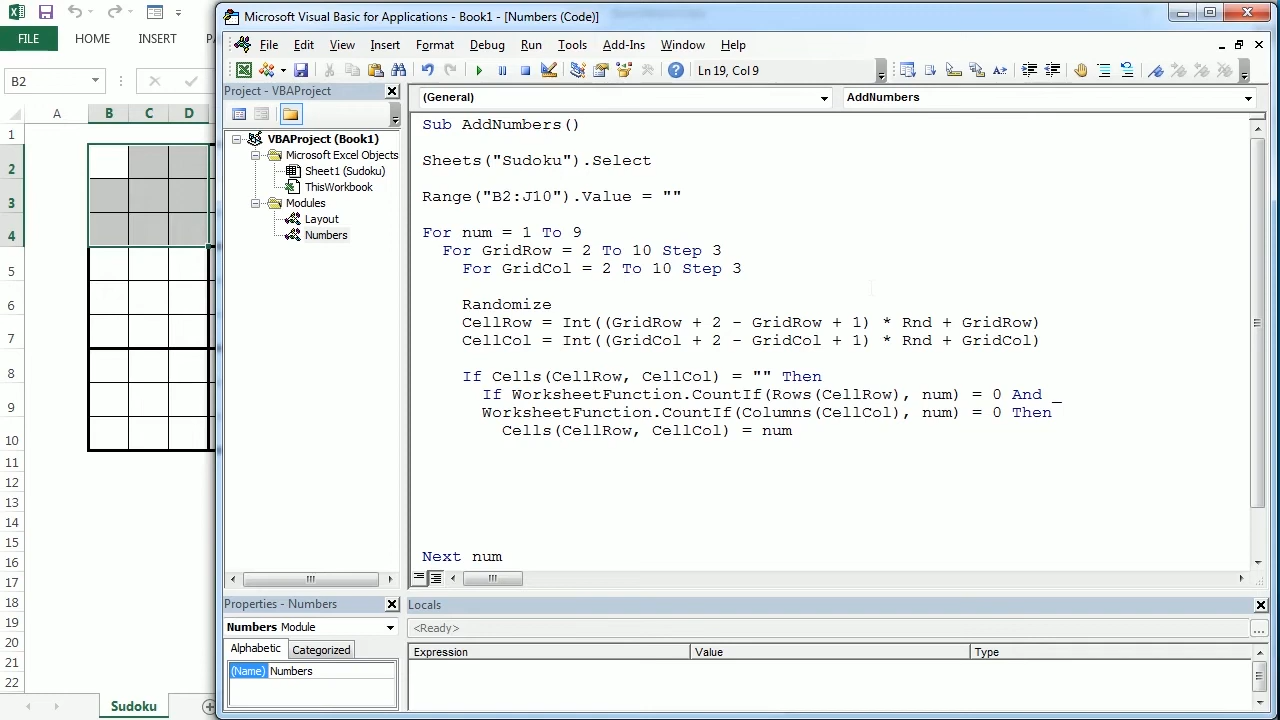 Microsoft Visual Basic for Applications - Book1 - [Numbers (Code)]
FILE HOME INSERT
File Edit View Insert Format Debug Run Tools Add-Ins Window Help
B2
Ln 19, Col 9
Project - VBAProject
(General) AddNumbers
A B C D
VBAProject (Book1)
Microsoft Excel Objects
Sheet1 (Sudoku)
ThisWorkbook
Modules
Layout
Numbers
1
2
3
4
5
6
7
8
9
10
11
12
13
14
15
16
17
18
19
20
21
22
Sub AddNumbers()
Sheets("Sudoku").Select
Range("B2:J10").Value = ""
For num = 1 To 9
For GridRow = 2 To 10 Step 3
For GridCol = 2 To 10 Step 3
Randomize
CellRow = Int((GridRow + 2 - GridRow + 1) * Rnd + GridRow)
CellCol = Int((GridCol + 2 - GridCol + 1) * Rnd + GridCol)
If Cells(CellRow, CellCol) = "" Then
If WorksheetFunction.CountIf(Rows(CellRow), num) = 0 And _
WorksheetFunction.CountIf(Columns(CellCol), num) = 0 Then
Cells(CellRow, CellCol) = num
Next num
Properties - Numbers
Numbers Module
Alphabetic Categorized
(Name) Numbers
Locals
<Ready>
Expression Value Type
Sudoku